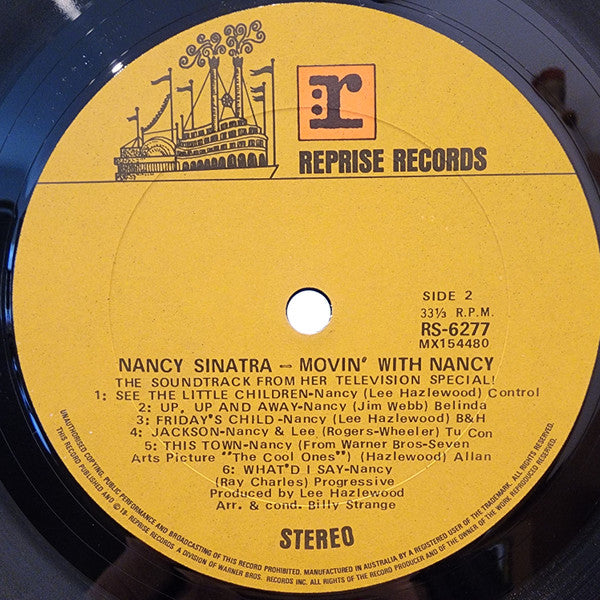 r
REPRISE RECORDS
SIDE 2
33⅓ R.P.M.
RS-6277
MX154480
NANCY SINATRA - MOVIN' WITH NANCY
THE SOUNDTRACK FROM HER TELEVISION SPECIAL!
1: SEE THE LITTLE CHILDREN-Nancy (Lee Hazlewood) Control
2: UP, UP AND AWAY-Nancy (Jim Webb) Belinda
3: FRIDAY'S CHILD-Nancy (Lee Hazlewood) B&H
4: JACKSON-Nancy & Lee (Rogers-Wheeler) Tu Con
5: THIS TOWN-Nancy (From Warner Bros-Seven
Arts Picture "The Cool Ones") (Hazlewood) Allan
6: WHAT'D I SAY-Nancy
(Ray Charles) Progressive
Produced by Lee Hazlewood
Arr. & cond. Billy Strange
STEREO
UNAUTHORISED COPYING, PUBLIC PERFORMANCE AND BROADCASTING OF THIS RECORD PROHIBITED. MANUFACTURED IN AUSTRALIA BY A REGISTERED USER OF THE TRADEMARK. ALL RIGHTS RESERVED.
THIS RECORD PUBLISHED AND REPRISE RECORDS. A DIVISION OF WARNER BROS. RECORDS INC. ALL RIGHTS OF THE RECORD PRODUCER AND OF THE OWNER OF THE WORK RESERVED.